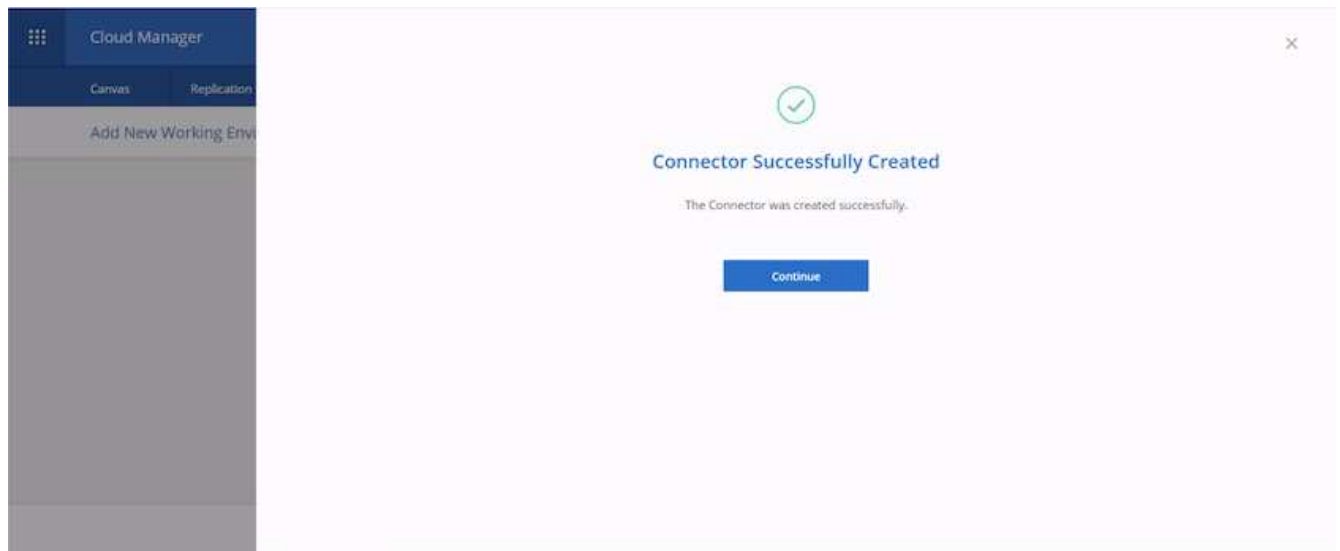 Cloud Manager
Canvas Replication
Add New Working Envi
Connector Successfully Created
The Connector was created successfully.
Continue